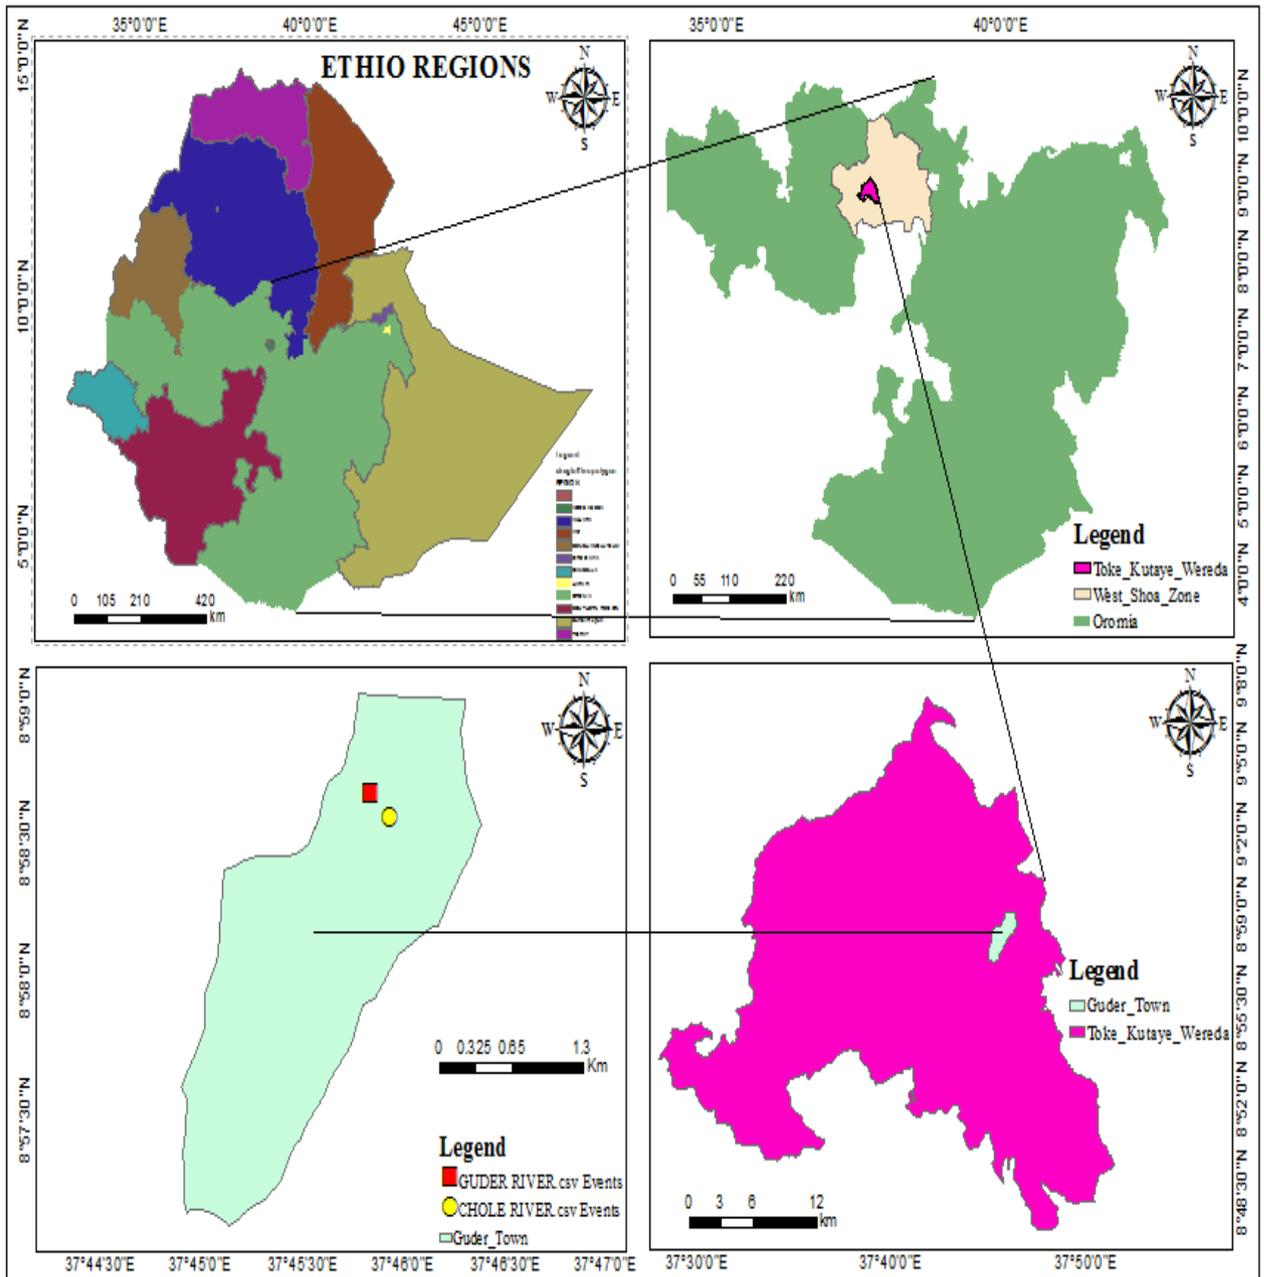 35°0'0"E 40°0'0"E 45°0'0"E
15°0'0"N
10°0'0"N
5°0'0"N
ETHIO REGIONS
N
W E
S
Legend
REGION
0 105 210 420
km
35°0'0"E 40°0'0"E
N
W E
S
10°0'0"N
9°0'0"N
8°0'0"N
7°0'0"N
6°0'0"N
5°0'0"N
4°0'0"N
Legend
Toke_Kutaye_Wereda
West_Shoa_Zone
Oromia
0 55 110 220
km
8°59'0"N
8°58'30"N
8°58'0"N
8°57'30"N
N
W E
S
0 0.325 0.65 1.3
Km
Legend
GUDER RIVER.csv Events
CHOLE RIVER.csv Events
Guder_Town
37°44'30"E 37°45'0"E 37°45'30"E 37°46'0"E 37°46'30"E 37°47'0"E
N
W E
S
9°8'0"N
9°5'0"N
9°2'0"N
8°59'0"N
8°55'30"N
8°52'0"N
8°48'30"N
Legend
Guder_Town
Toke_Kutaye_Wereda
0 3 6 12
km
37°30'0"E 37°40'0"E 37°50'0"E